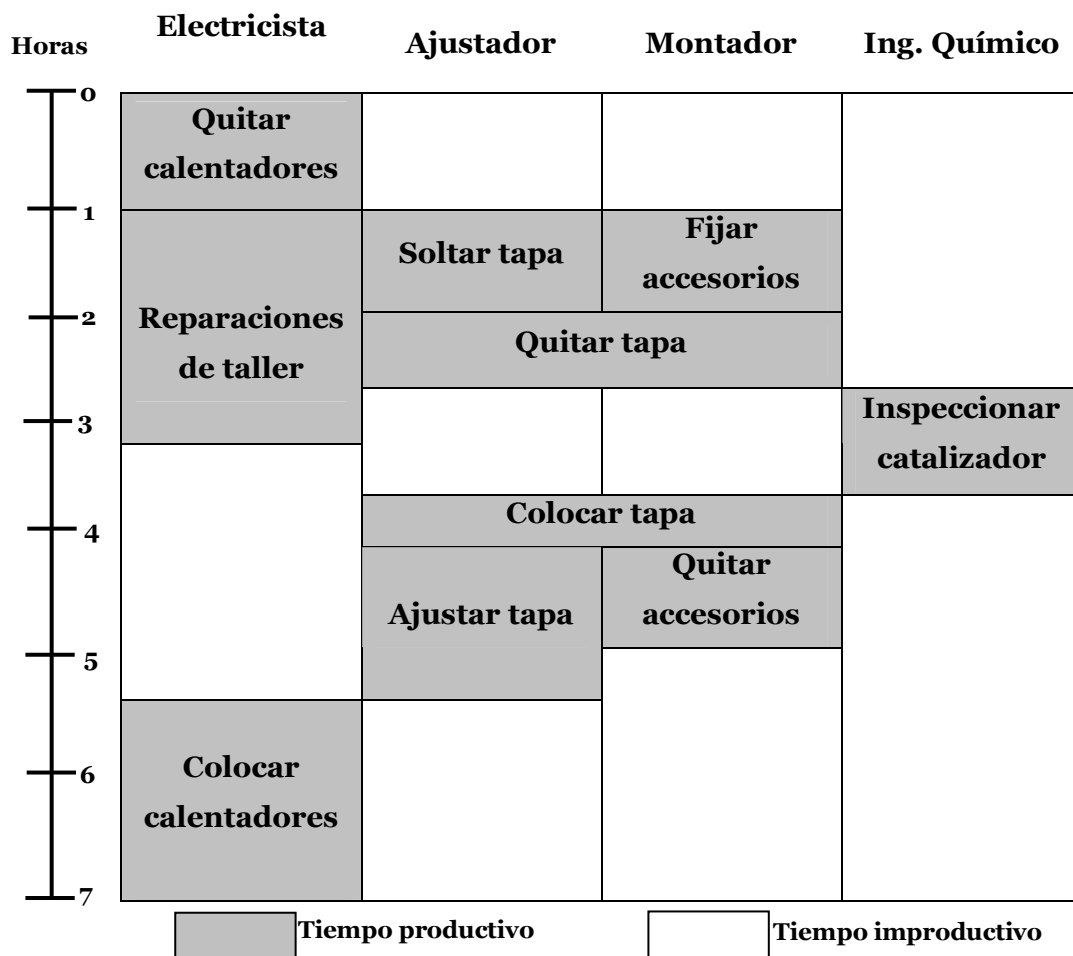 Horas
Electricista
Ajustador
Montador
Ing. Químico
0
Quitar
calentadores
1
Soltar tapa
Fijar
accesorios
2
Reparaciones
de taller
Quitar tapa
3
Inspeccionar
catalizador
Colocar tapa
4
Quitar
accesorios
Ajustar tapa
5
6
Colocar
calentadores
7
Tiempo productivo
Tiempo improductivo